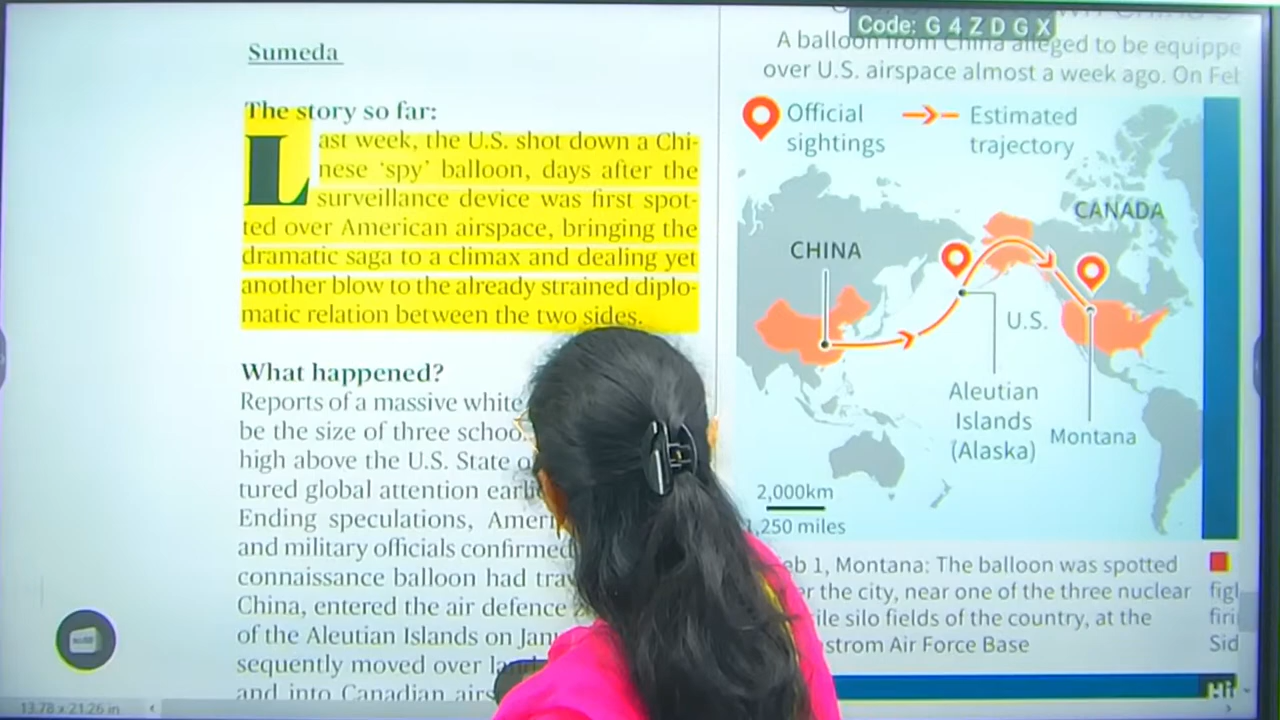 Code: G 4 Z D G X
Sumeda
The story so far:
Last week, the U.S. shot down a Chi-
nese ‘spy’ balloon, days after the
surveillance device was first spot-
ted over American airspace, bringing the
dramatic saga to a climax and dealing yet
another blow to the already strained diplo-
matic relation between the two sides.
What happened?
Reports of a massive white
be the size of three schoo
high above the U.S. State
tured global attention
Ending speculations,
and military officials confirmed
connaissance balloon had
China, entered the air defence
of the Aleutian Islands on
sequently moved over
and into Canadian
A balloon from China alleged to be equippe
over U.S. airspace almost a week ago. On Feb
Official
sightings
Estimated
trajectory
CANADA
CHINA
U.S.
Aleutian
Islands
(Alaska)
Montana
2,000km
1,250 miles
eb 1, Montana: The balloon was spotted
er the city, near one of the three nuclear
ile silo fields of the country, at the
strom Air Force Base
figl
firi
Sid
13.78 x 21.26 in